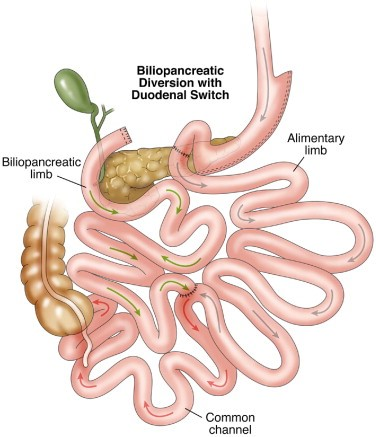 Biliopancreatic
Diversion with
Duodenal Switch
Alimentary
limb
Biliopancreatic
limb
Common
channel